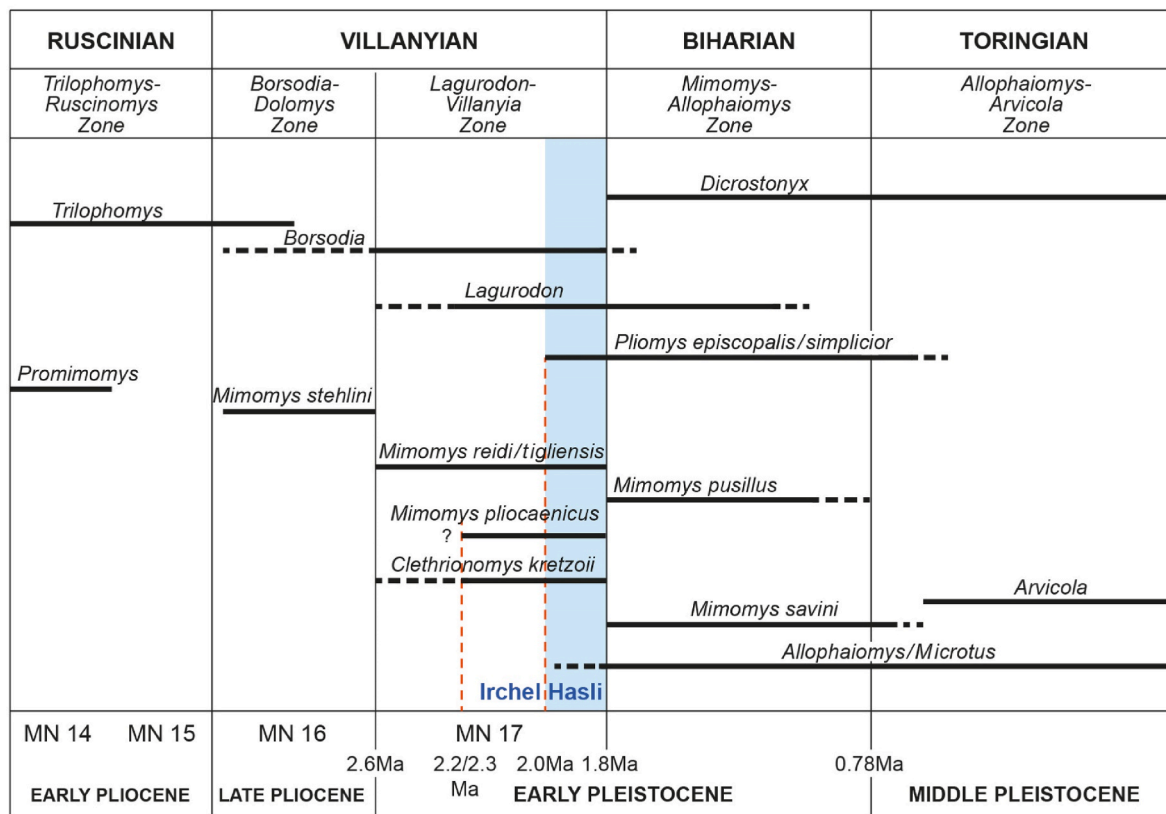 RUSCINIAN
VILLANYIAN
BIHARIAN
TORINGIAN
Trilophomys-
Ruscinomys
Zone
Borsodia-
Dolomys
Zone
Lagurodon-
Villanyia
Zone
Mimomys-
Allophaiomys
Zone
Allophaiomys-
Arvicola
Zone
Dicrostonyx
Trilophomys
Borsodia
Lagurodon
Pliomys episcopalis/simplicior
Promimomys
Mimomys stehlini
Mimomys reidi/tigliensis
Mimomys pusillus
Mimomys pliocaenicus
?
Clethrionomys kretzoii
Arvicola
Mimomys savini
Allophaiomys/Microtus
Irchel Hasli
MN 14
MN 15
MN 16
MN 17
2.6Ma
2.2/2.3
Ma
2.0Ma
1.8Ma
0.78Ma
EARLY PLIOCENE
LATE PLIOCENE
EARLY PLEISTOCENE
MIDDLE PLEISTOCENE